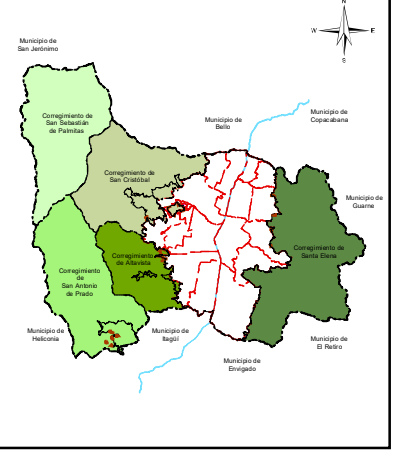 N
W
E
S
Municipio de
San Jerónimo
Municipio de
Copacabana
Municipio de
Bello
Corregimiento de
San Sebastián
de Palmitas
Corregimiento de
San Cristóbal
Municipio de
Guarne
Corregimiento de
Santa Elena
Corregimiento
de Altavista
Corregimiento
de
San Antonio
de Prado
Municipio de
Heliconia
Municipio de
Itagüí
Municipio de
El Retiro
Municipio de
Envigado